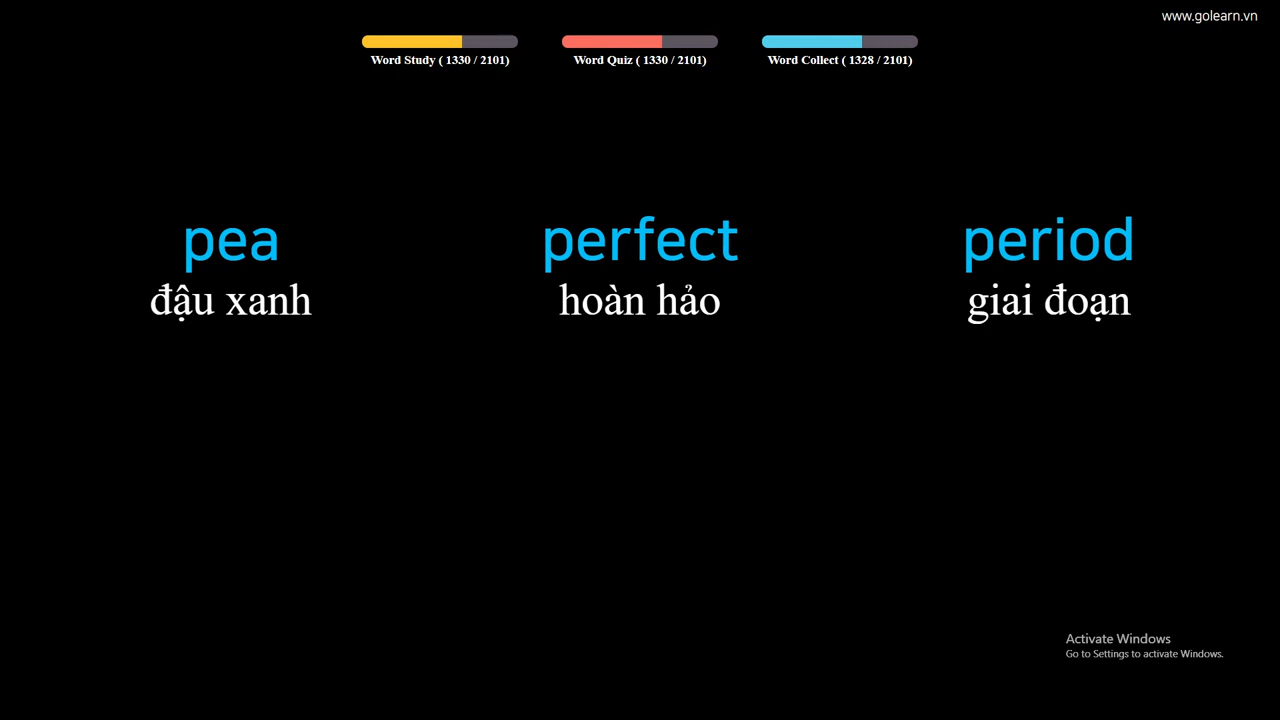 www.golearn.vn
Word Study ( 1330 / 2101)
Word Quiz ( 1330 / 2101)
Word Collect ( 1328 / 2101)
pea
đậu xanh
perfect
hoàn hảo
period
giai đoạn
Activate Windows
Go to Settings to activate Windows.